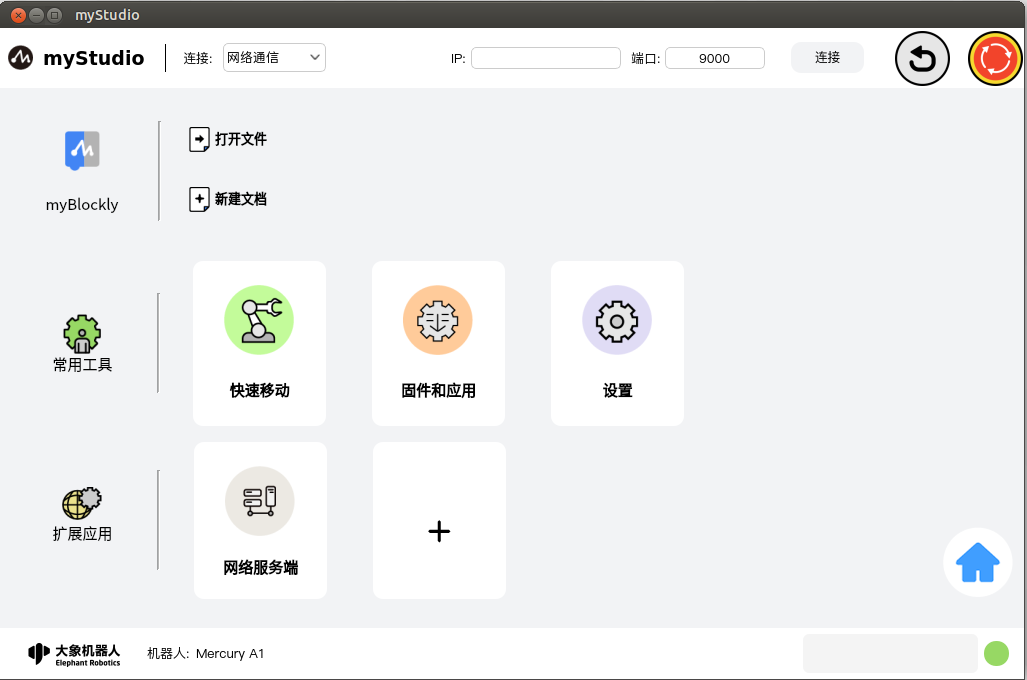 myStudio
myStudio 连接: 网络通信 IP: 端口: 9000 连接
打开文件
新建文档
myBlockly
快速移动 固件和应用 设置
常用工具
网络服务端
扩展应用
大象机器人
Elephant Robotics
机器人: Mercury A1